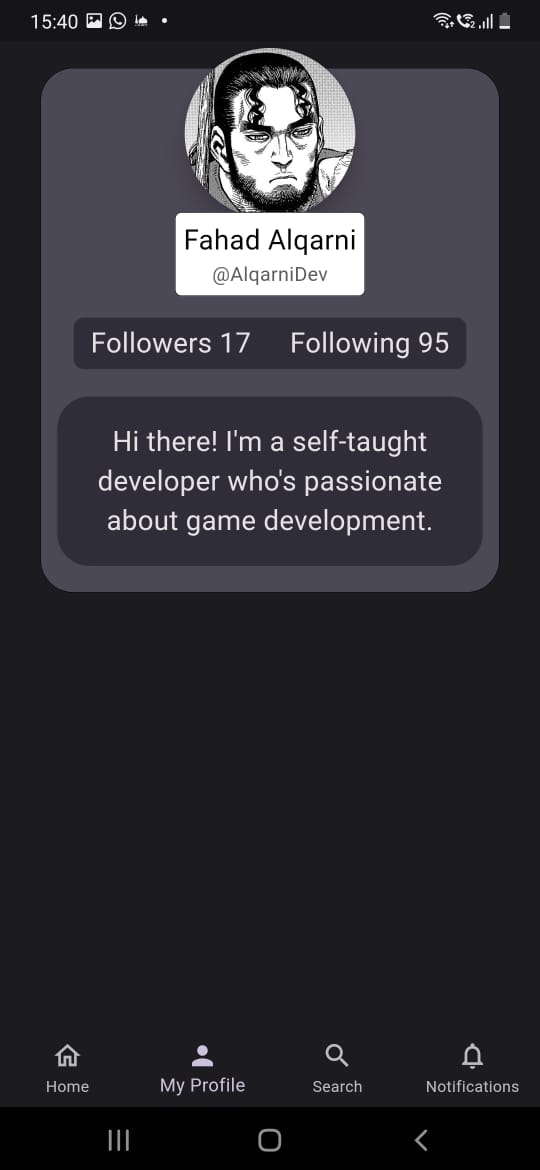 15:40
Fahad Alqarni
@AlqarniDev
Followers 17 Following 95
Hi there! I'm a self-taught
developer who's passionate
about game development.
Home My Profile Search Notifications